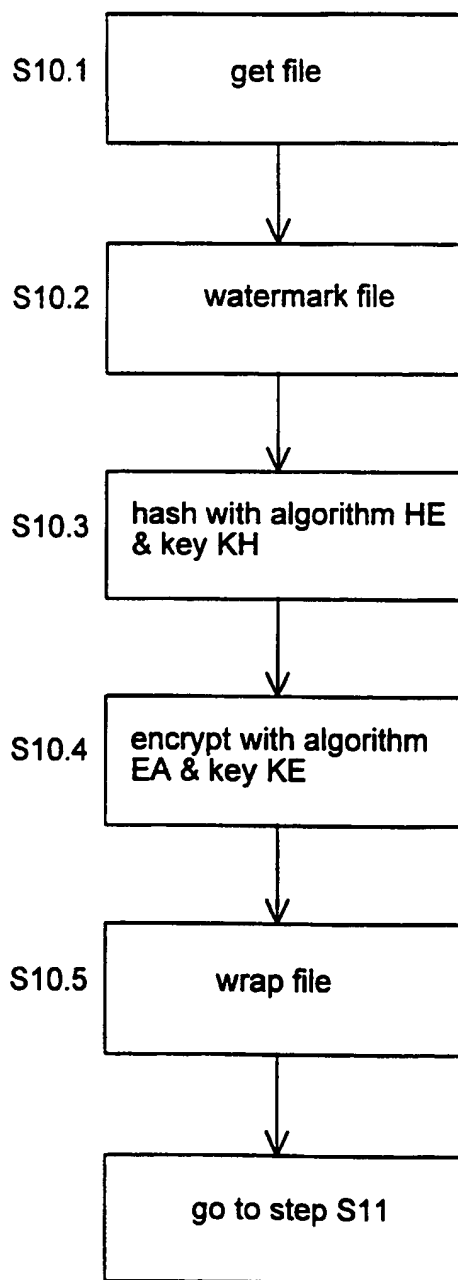 S10.1
get file
S10.2
watermark file
S10.3
hash with algorithm HE
& key KH
S10.4
encrypt with algorithm
EA & key KE
S10.5
wrap file
go to step S11